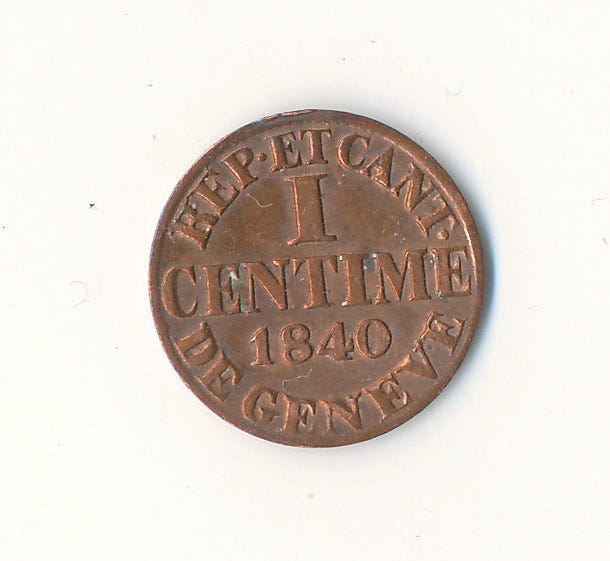 REP · ET CANT ·
I
CENTIME
1840
DE GENEVE